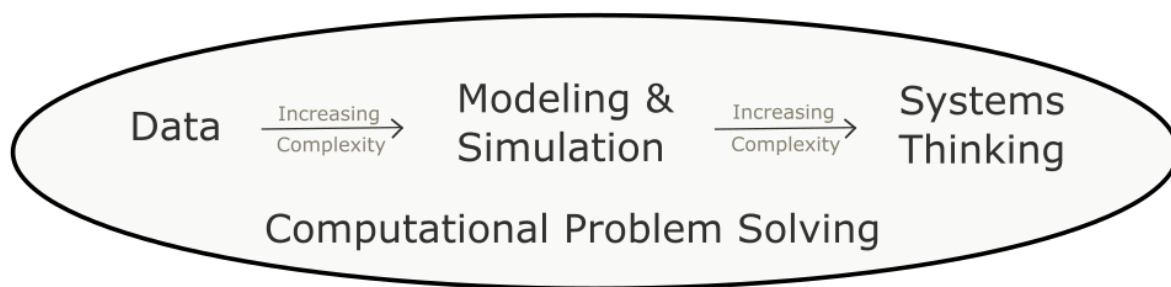 Data
Increasing
Complexity
Modeling &
Simulation
Increasing
Complexity
Systems
Thinking
Computational Problem Solving